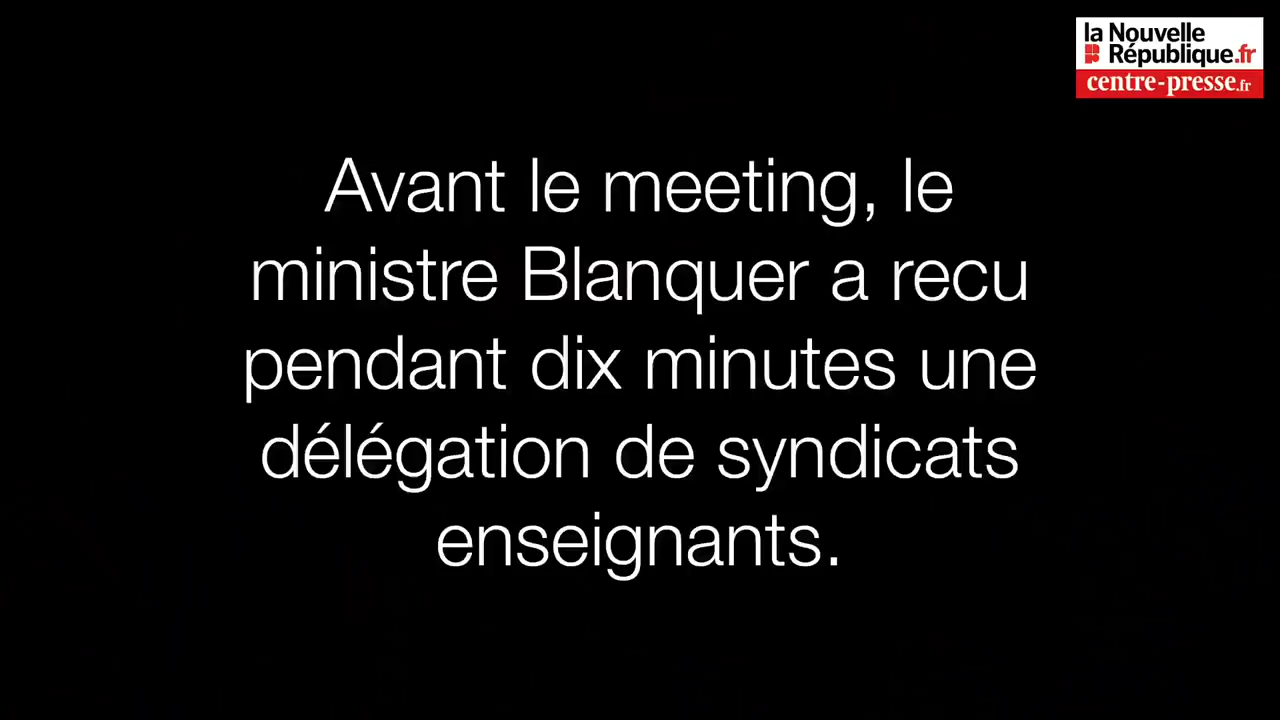 la Nouvelle
République.fr
centre-presse.fr
Avant le meeting, le
ministre Blanquer a recu
pendant dix minutes une
délégation de syndicats
enseignants.